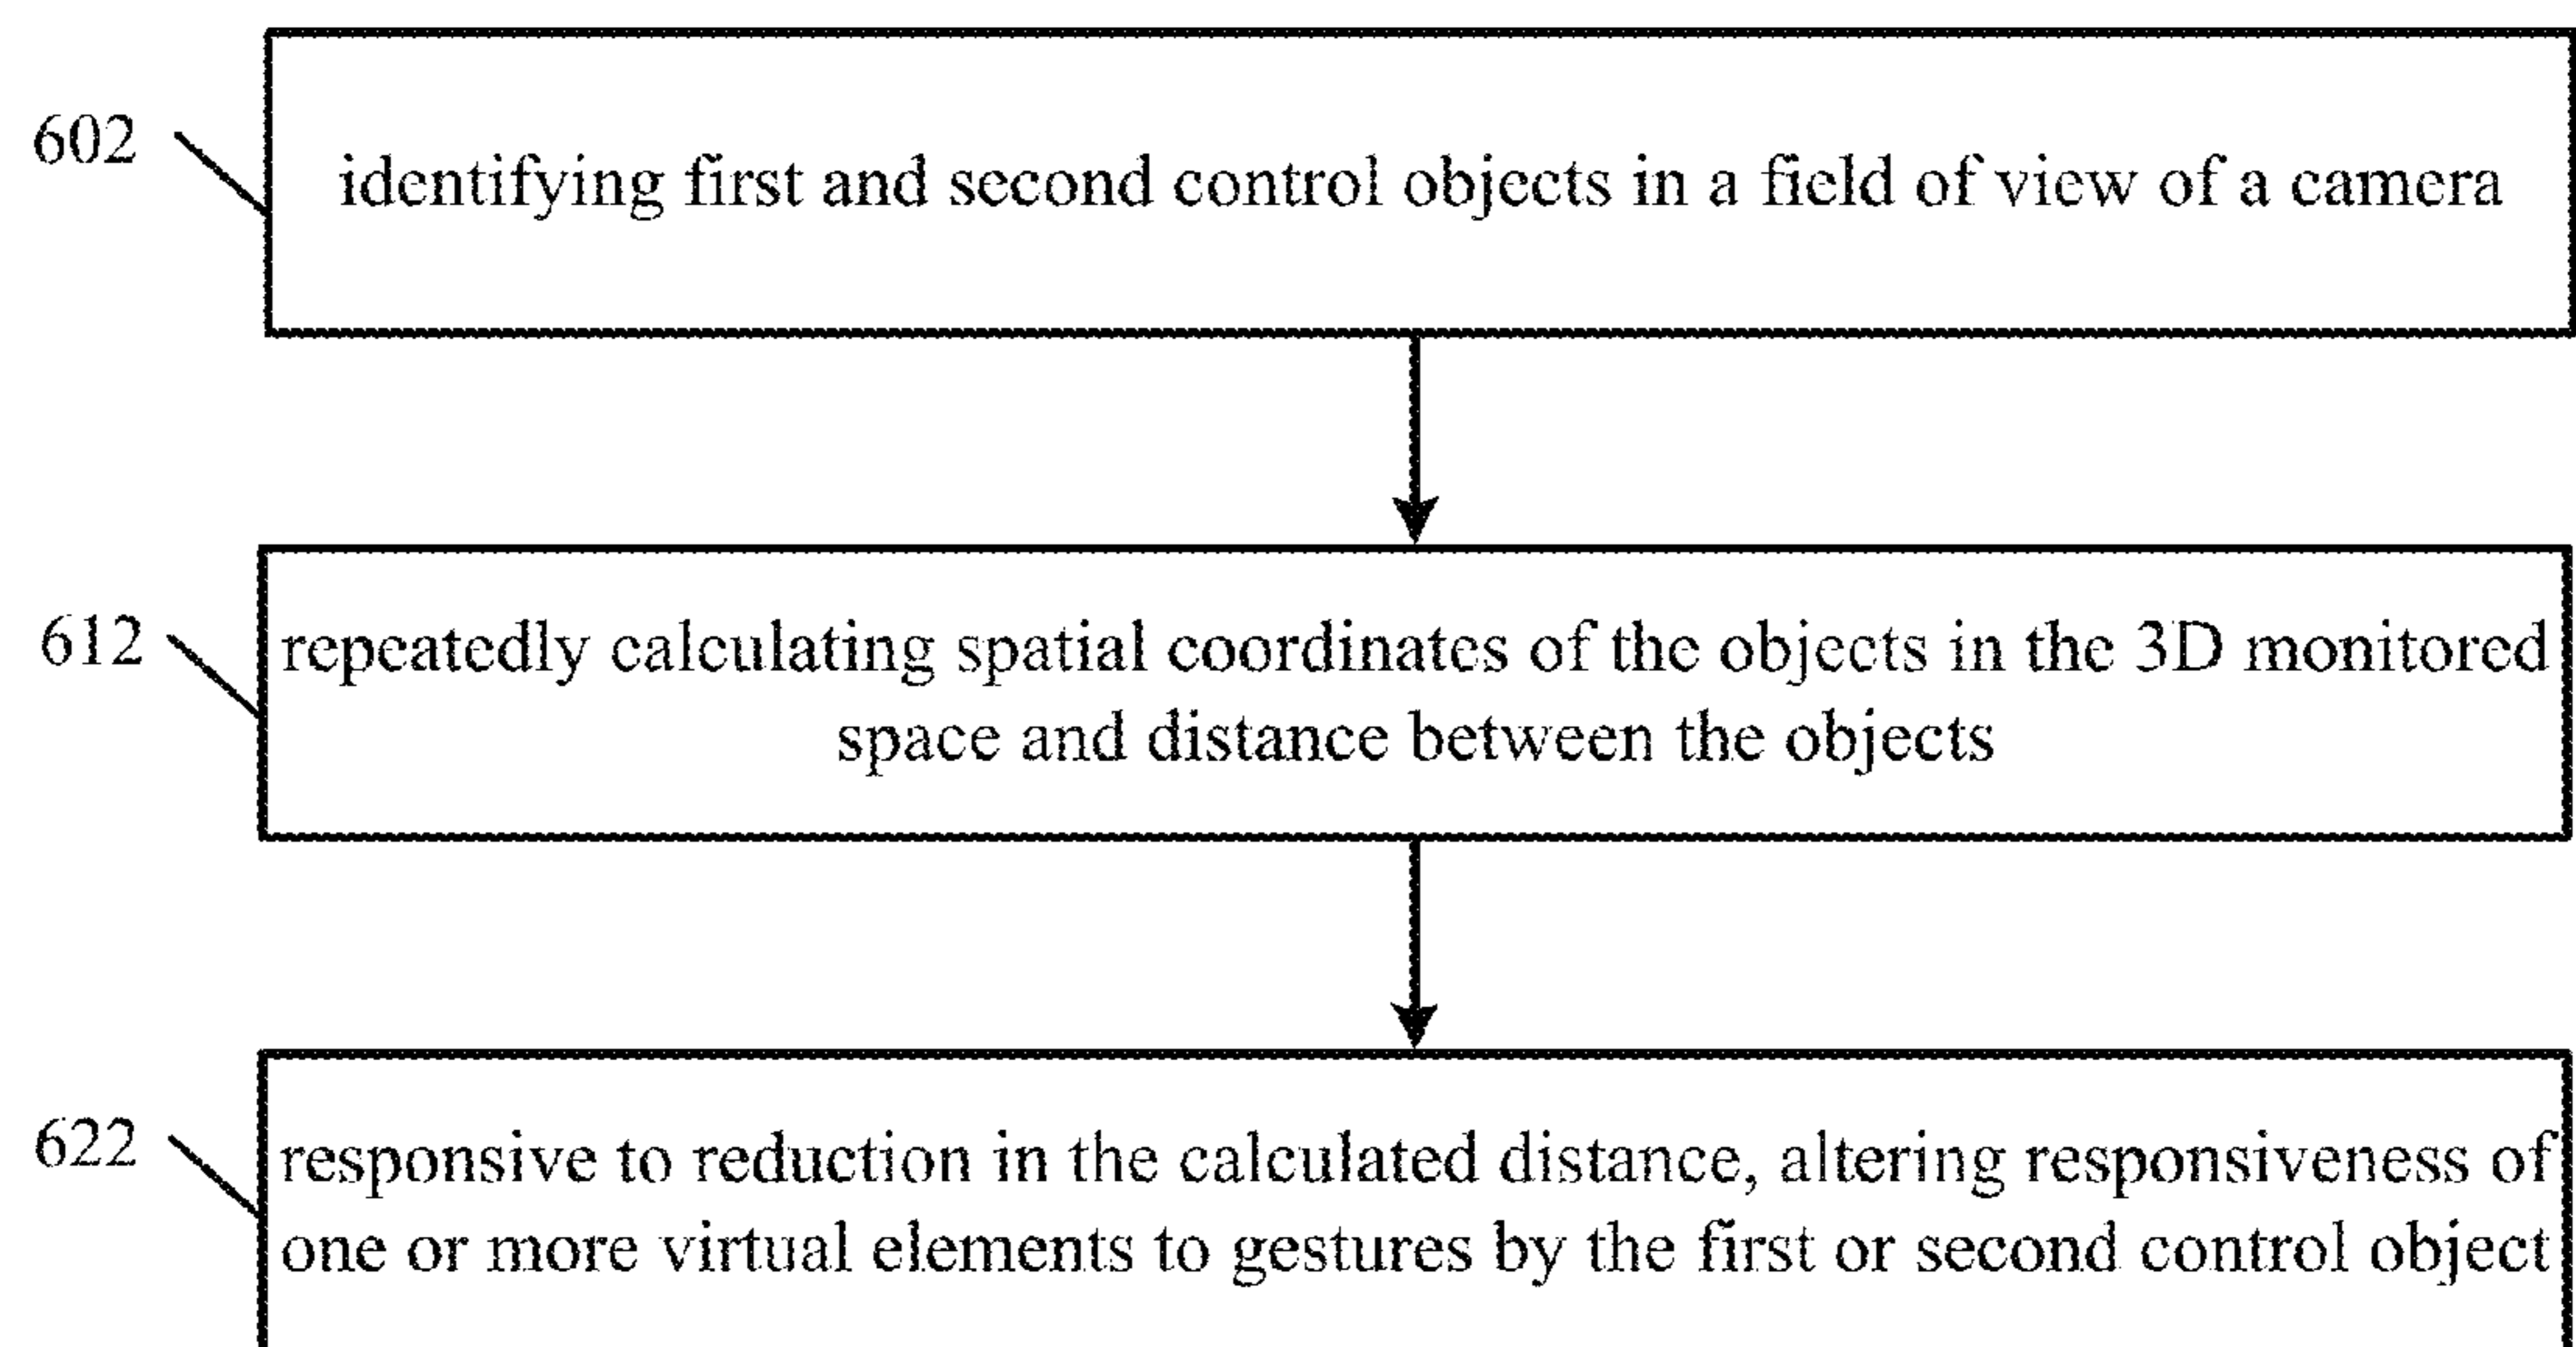 602
identifying first and second control objects in a field of view of a camera
612
repeatedly calculating spatial coordinates of the objects in the 3D monitored
space and distance between the objects
622
responsive to reduction in the calculated distance, altering responsiveness of
one or more virtual elements to gestures by the first or second control object